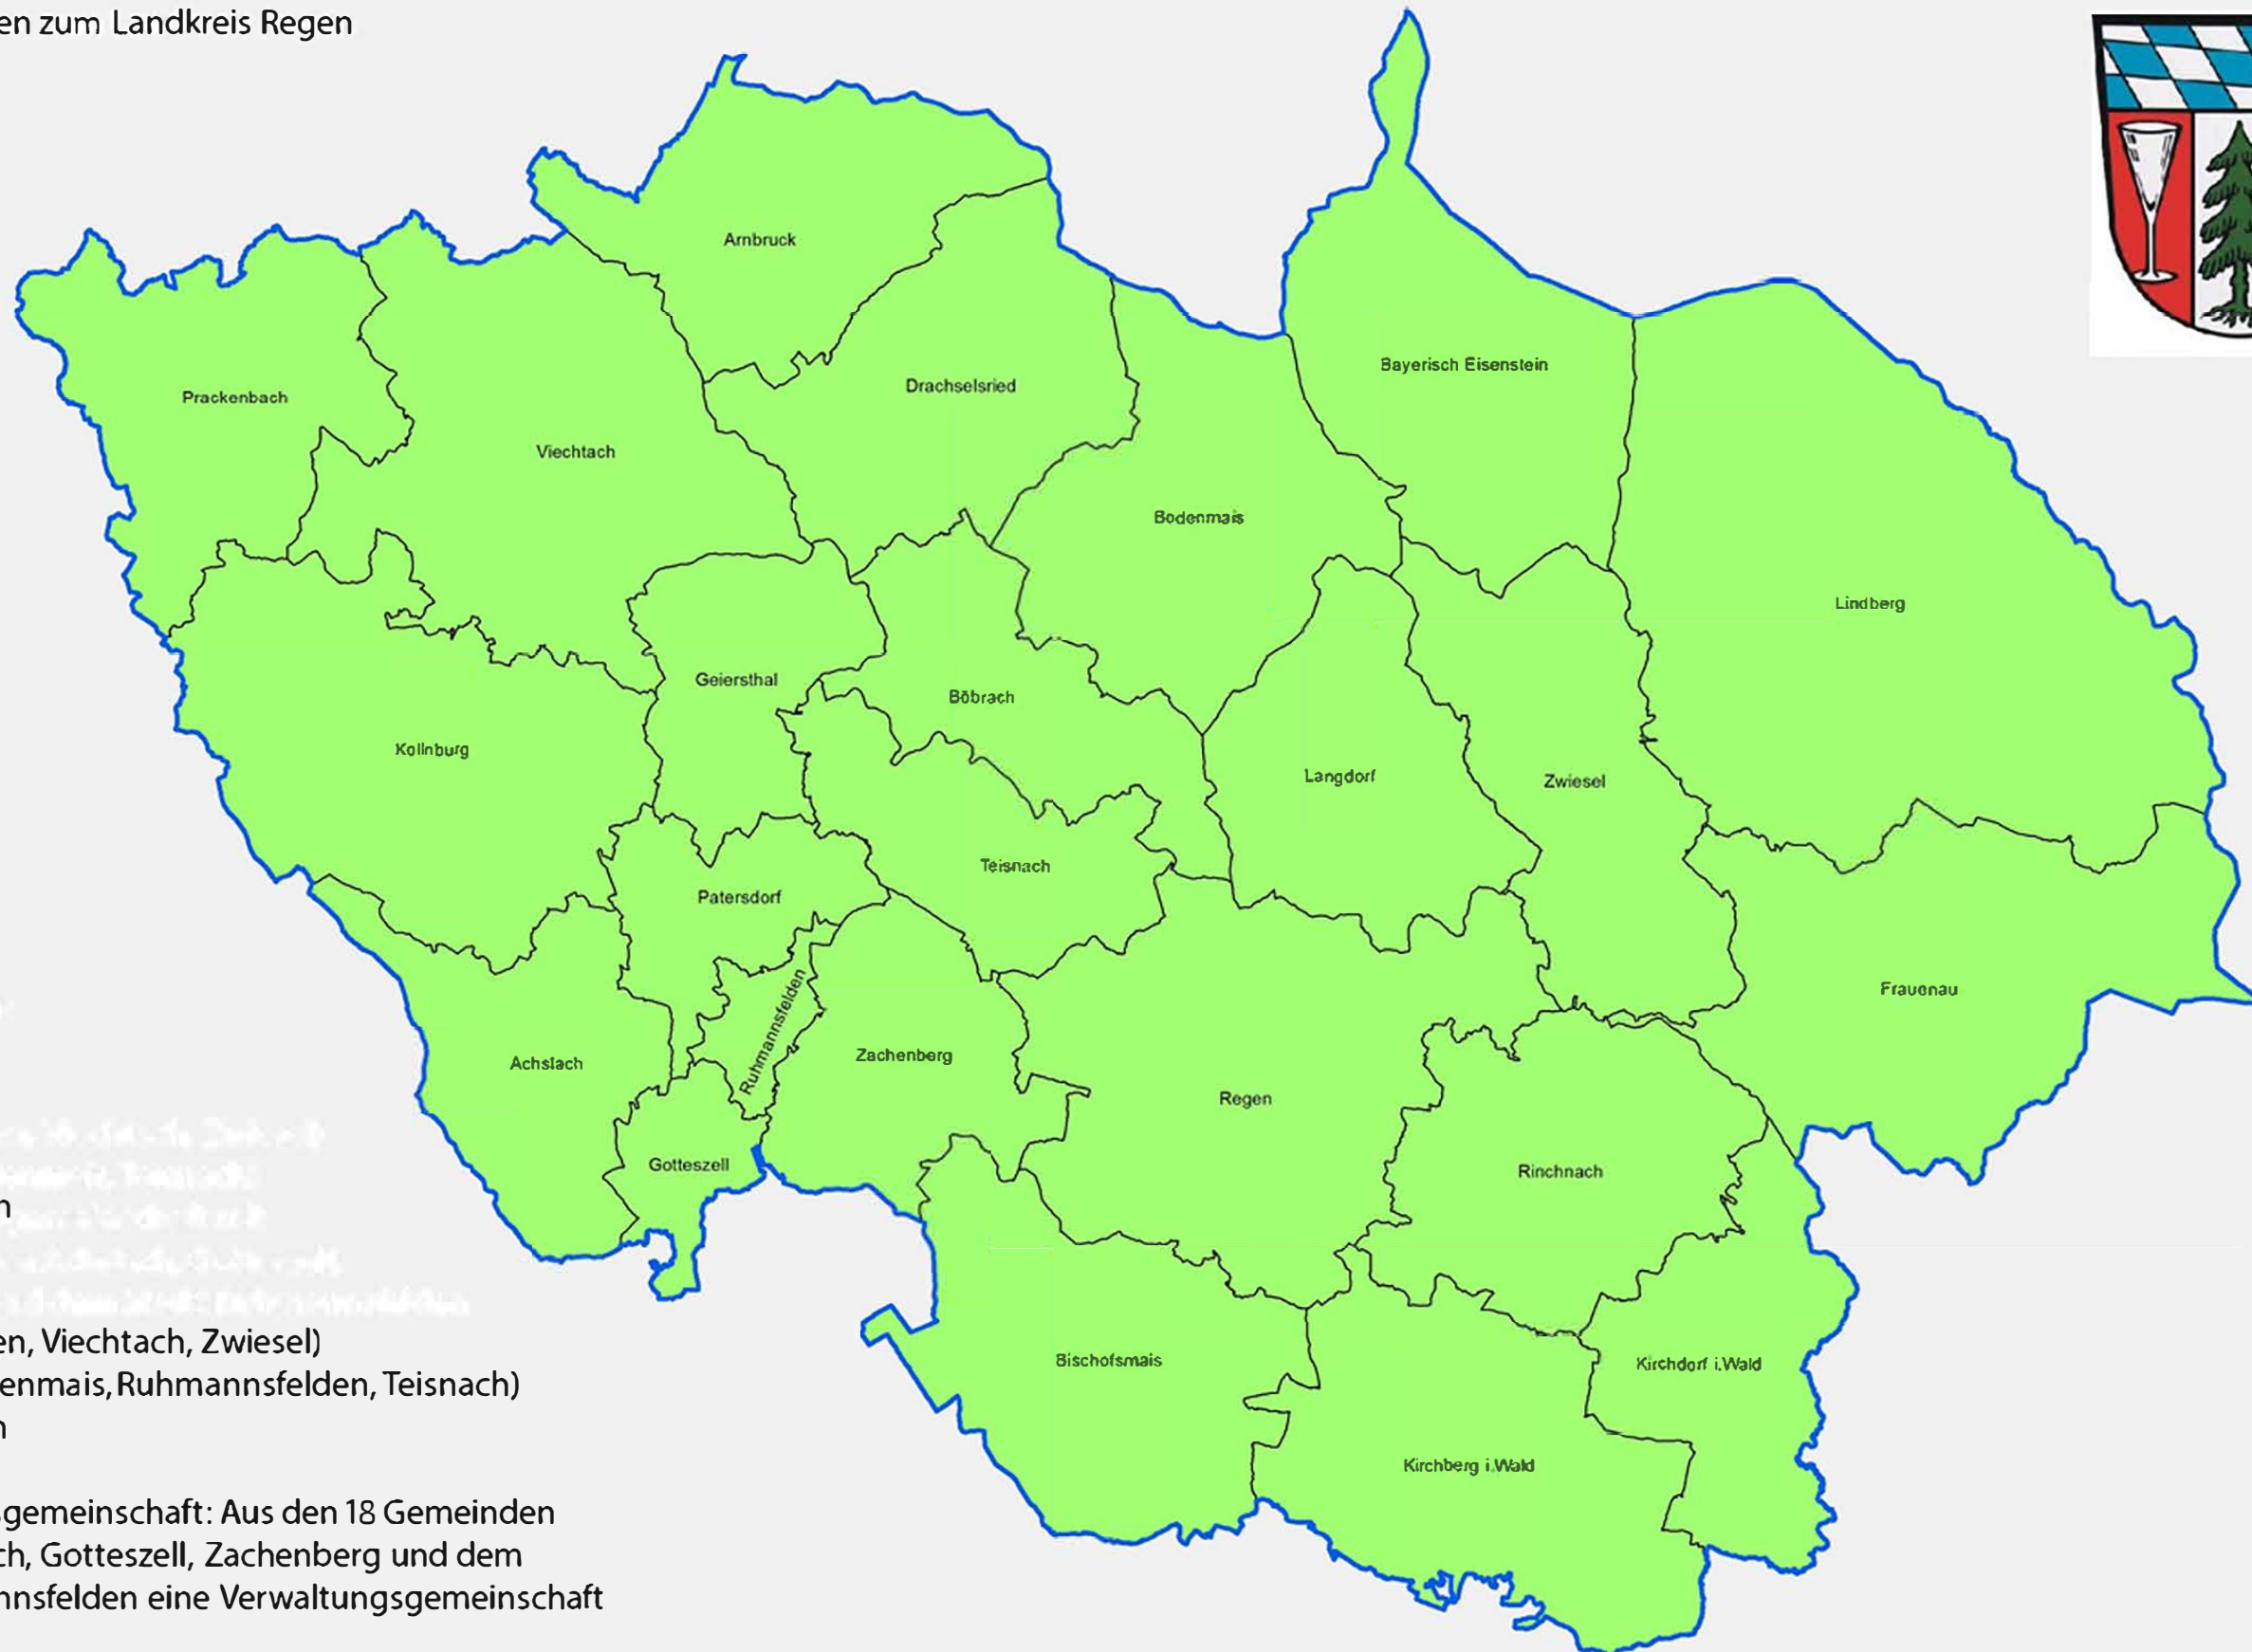 en zum Landkreis Regen
Arnbruck
Bayerisch Eisenstein
Drachselsried
Prackenbach
Viechtach
Bodenmais
Lindberg
Geiersthal
Böbrach
Kollnburg
Langdorf
Zwiesel
Teisnach
Patersdorf
Frauenau
Ruhmannsfelden
Zachenberg
Achslach
Regen
Gotteszell
Rinchnach
n
en, Viechtach, Zwiesel)
Bischofsmais
Kirchdorf i.Wald
enmais, Ruhmannsfelden, Teisnach)
n
Kirchberg i.Wald
gemeinschaft: Aus den 18 Gemeinden
ch, Gotteszell, Zachenberg und dem
nnsfelden eine Verwaltungsgemeinschaft